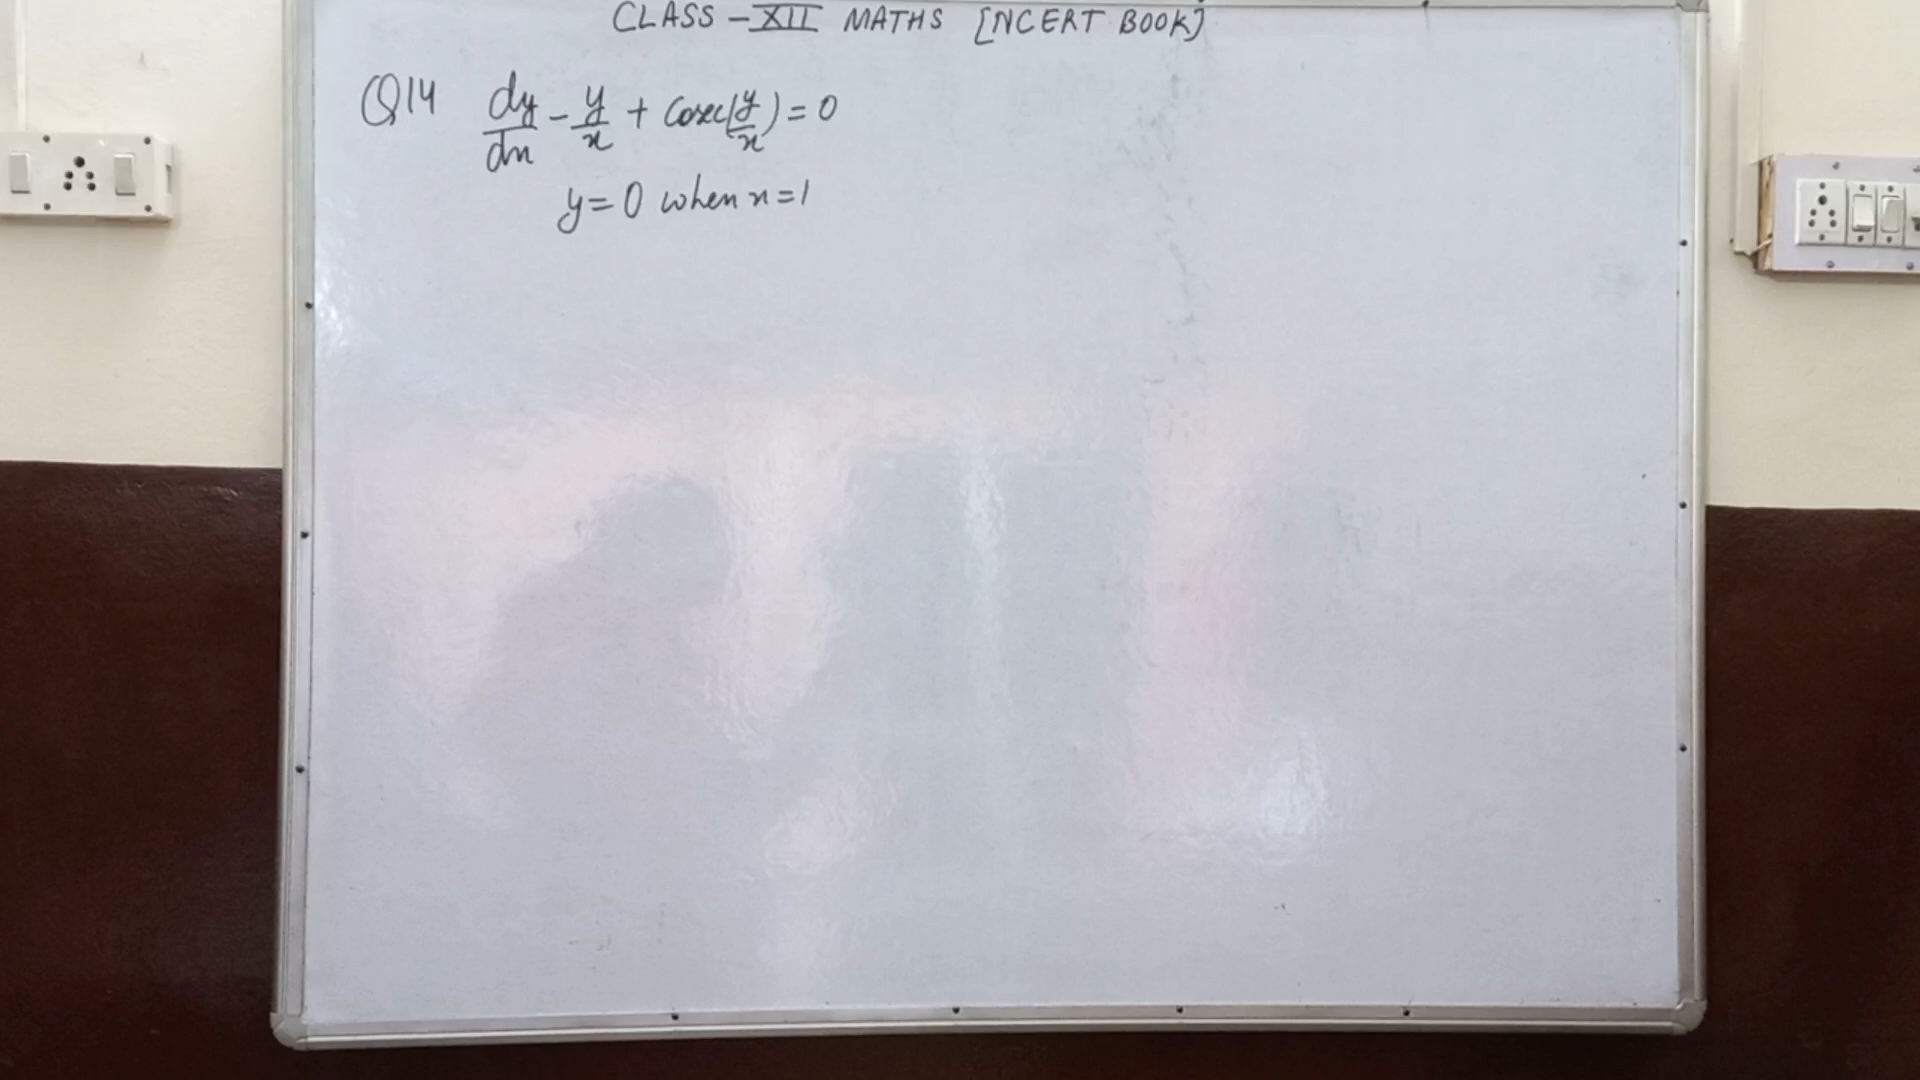 CLASS - XII MATHS [NCERT BOOK]
Q14 dy/dx - y/x + Cosec(y/x) = 0
y = 0 when x = 1